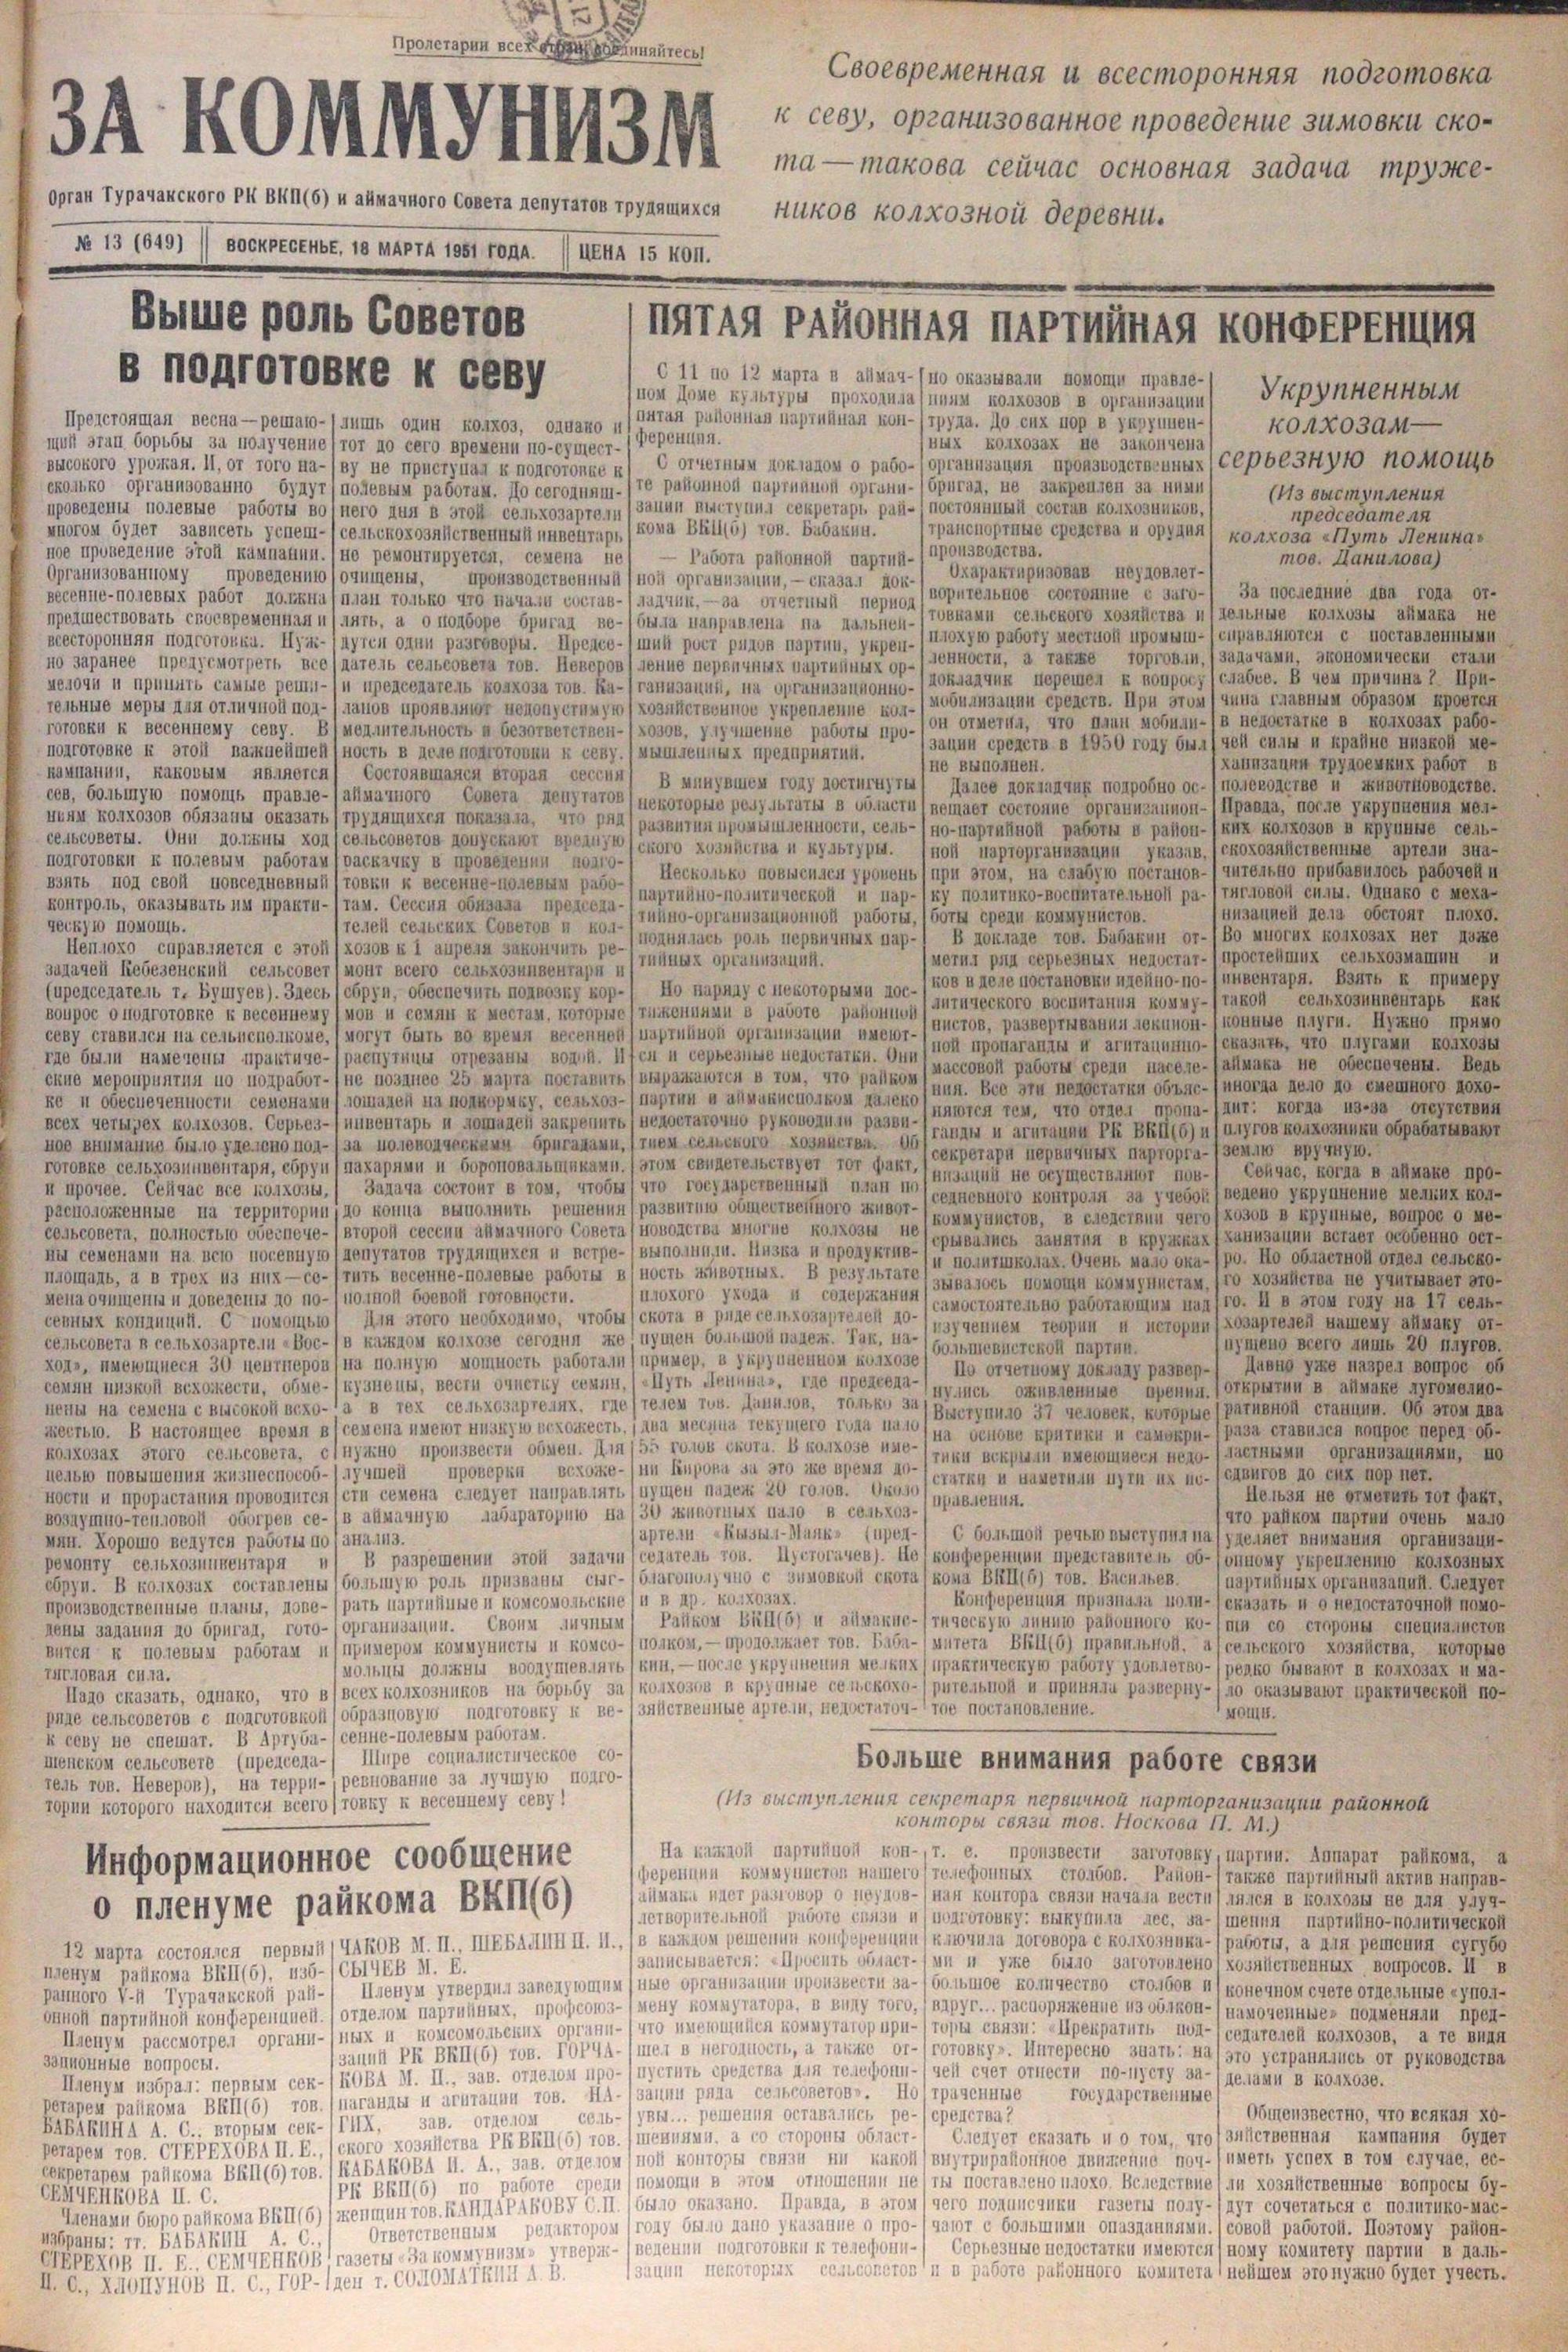 Пролетарии всех
ЗА КОММУНИЗМ
Орган Турачакского РК ВКП(б) и аймачного Совета депутатов трудящихся
№ 13 (649) ВОСКРЕСЕНЬЕ, 18 МАРТА 1951 ГОДА. ЦЕНА 15 КОП.
Своевременная и всесторонняя подготовка
к севу, организованное проведение зимовки ско-
та — такова сейчас основная задача труже-
ников колхозной деревни.
Выше роль Советов
в подготовке к севу
Предстоящая весна — решаю-
щий этап борьбы за получение
высокого урожая. И, от того на-
сколько организованно будут
проведены полевые работы во
многом будет зависеть успеш-
ное проведение этой кампании.
Организованному проведению
весенне-полевых работ должна
предшествовать своевременная и
всесторонняя подготовка. Нуж-
но заранее предусмотреть все
мелочи и принять самые реши-
тельные меры для отличной под-
готовки к весеннему севу. В
подготовке к этой важнейшей
кампании, каковым является
сев, большую помощь правле-
ниям колхозов обязаны оказать
сельсоветы. Они должны ход
подготовки к полевым работам
взять под свой повседневный
контроль, оказывать им практи-
ческую помощь.
Неплохо справляется с этой
задачей Кебезенский сельсовет
(председатель т. Бушуев). Здесь
вопрос о подготовке к весеннему
севу ставился на сельисполкоме,
где были намечены практиче-
ские мероприятия по подработ-
ке и обеспеченности семенами
всех четырех колхозов. Серьез-
ное внимание было уделено под-
готовке сельхозинвентаря, сбруи
и прочее. Сейчас все колхозы,
расположенные на территории
сельсовета, полностью обеспече-
ны семенами на всю посевную
площадь, а в трех из них — се-
мена очищены и доведены до по-
севных кондиций. С помощью
сельсовета в сельхозартели «Вос-
ход», имеющиеся 30 центнеров
семян низкой всхожести, обме-
нены на семена с высокой всхо-
жестью. В настоящее время в
колхозах этого сельсовета, с
целью повышения жизнеспособ-
ности и прорастания проводится
воздушно-тепловой обогрев се-
мян. Хорошо ведутся работы по
ремонту сельхозинвентаря и
сбруи. В колхозах составлены
производственные планы, дове-
дены задания до бригад, гото-
вится к полевым работам и
тягловая сила.
Надо сказать, однако, что в
ряде сельсоветов с подготовкой
к севу не спешат. В Артуба-
шенском сельсовете (председа-
тель тов. Неверов), на терри-
тории которого находится всего
лишь один колхоз, однако и
тот до сего времени по-сущест-
ву не приступал к подготовке к
полевым работам. До сегодняш-
него дня в этой сельхозартели
сельскохозяйственный инвентарь
не ремонтируется, семена не
очищены, производственный
план только что начали состав-
лять, а о подборе бригад ве-
дутся одни разговоры. Предсе-
датель сельсовета тов. Неверов
и председатель колхоза тов. Ка-
ланов проявляют недопустимую
медлительность и безответствен-
ность в деле подготовки к севу.
Состоявшаяся вторая сессия
аймачного Совета депутатов
трудящихся показала, что ряд
сельсоветов допускают вредную
раскачку в проведении подго-
товки к весенне-полевым рабо-
там. Сессия обязала председа-
телей сельских Советов и кол-
хозов к 1 апреля закончить ре-
монт всего сельхозинвентаря и
сбруи, обеспечить подвозку кор-
мов и семян к местам, которые
могут быть во время весенней
распутицы отрезаны водой. И
не позднее 25 марта поставить
лошадей на подкормку, сельхоз-
инвентарь и лошадей закрепить
за полеводческими бригадами,
пахарями и бороповальщиками.
Задача состоит в том, чтобы
до конца выполнить решения
второй сессии аймачного Совета
депутатов трудящихся и встре-
тить весенне-полевые работы в
полной боевой готовности.
Для этого необходимо, чтобы
в каждом колхозе сегодня же
на полную мощность работали
кузнецы, вести очистку семян,
а в тех сельхозартелях, где
семена имеют низкую всхожесть,
нужно произвести обмен. Для
лучшей проверки всхоже-
сти семена следует направлять
в аймачную лабараторию на
анализ.
В разрешении этой задачи
большую роль призваны сыг-
рать партийные и комсомольские
организации. Своим личным
примером коммунисты и комсо-
мольцы должны воодушевлять
всех колхозников на борьбу за
образцовую подготовку к ве-
сенне-полевым работам.
Шире социалистическое со-
ревнование за лучшую подго-
товку к весеннему севу!
Информационное сообщение
о пленуме райкома ВКП(б)
12 марта состоялся первый
пленум райкома ВКП(б), изб-
ранного V-й Турачакской рай-
онной партийной конференцией.
Пленум рассмотрел органи-
зационные вопросы.
Пленум избрал: первым сек-
ретарем райкома ВКП(б) тов.
БАБАКИНА А. С., вторым сек-
ретарем тов. СТЕРЕХОВА П. Е.,
секретарем райкома ВКП(б) тов.
СЕМЧЕНКОВА П. С.
Членами бюро райкома ВКП(б)
избраны: тт. БАБАКИН А. С.,
СТЕРЕХОВ П. Е., СЕМЧЕНКОВ
П. С., ХЛОПУНОВ П. С., ГОР-
ЧАКОВ М. П., ШЕБАЛИН П. И.,
СЫЧЕВ М. Е.
Пленум утвердил заведующим
отделом партийных, профсоюз-
ных и комсомольских органи-
заций РК ВКП(б) тов. ГОРЧА-
КОВА М. П., зав. отделом про-
паганды и агитации тов. НА-
ГИХ, зав. отделом сель-
ского хозяйства РК ВКП(б) тов.
КАБАКОВА И. А., зав. отделом
РК ВКП(б) по работе среди
женщин тов. КАНДАРАКОВУ С.П.
Ответственным редактором
газеты «За коммунизм» утверж-
ден т. СОЛОМАТКИН А. В.
ПЯТАЯ РАЙОННАЯ ПАРТИЙНАЯ КОНФЕРЕНЦИЯ
С 11 по 12 марта в аймач-
ном Доме культуры проходила
пятая районная партийная кон-
ференция.
С отчетным докладом о рабо-
те районной партийной органи-
зации выступил секретарь рай-
кома ВКП(б) тов. Бабакин.
— Работа районной партий-
ной организации, — сказал док-
ладчик, — за отчетный период
была направлена на дальней-
ший рост рядов партии, укреп-
ление первичных партийных ор-
ганизаций, на организационно-
хозяйственное укрепление кол-
хозов, улучшение работы про-
мышленных предприятий.
В минувшем году достигнуты
некоторые результаты в области
развития промышленности, сель-
ского хозяйства и культуры.
Несколько повысился уровень
партийно-политической и пар-
тийно-организационной работы,
поднялась роль первичных пар-
тийных организаций.
Но наряду с некоторыми дос-
тижениями в работе районной
партийной организации имеют-
ся и серьезные недостатки. Они
выражаются в том, что райком
партии и аймакисполком далеко
недостаточно руководили разви-
тием сельского хозяйства. Об
этом свидетельствует тот факт,
что государственный план по
развитию общественного живот-
новодства многие колхозы не
выполнили. Низка и продуктив-
ность животных. В результате
плохого ухода и содержания
скота в ряде сельхозартелей до-
пущен большой падеж. Так, на-
пример, в укрупненном колхозе
«Путь Ленина», где председа-
телем тов. Данилов, только за
два месяца текущего года пало
55 голов скота. В колхозе име-
ни Кирова за это же время до-
пущен падеж 20 голов. Около
30 животных пало в сельхоз-
артели «Кызыл-Маяк» (пред-
седатель тов. Пустогачев). Не
благополучно с зимовкой скота
и в др. колхозах.
Райком ВКП(б) и аймакис-
полком, — продолжает тов. Баба-
кин, — после укрупнения мелких
колхозов в крупные сельскохо-
зяйственные артели, недостаточ-
но оказывали помощи правле-
ниям колхозов в организации
труда. До сих пор в укрупнен-
ных колхозах не закончена
организация производственных
бригад, не закреплен за ними
постоянный состав колхозников,
транспортные средства и орудия
производства.
Охарактиризовав неудовлет-
ворительное состояние с заго-
товками сельского хозяйства и
плохую работу местной промыш-
ленности, а также торговли,
докладчик перешел к вопросу
мобилизации средств. При этом
он отметил, что план мобили-
зации средств в 1950 году был
не выполнен.
Далее докладчик подробно ос-
вещает состояние организацион-
но-партийной работы в район-
ной парторганизации указав,
при этом, на слабую постанов-
ку политико-воспитательной ра-
боты среди коммунистов.
В докладе тов. Бабакин от-
метил ряд серьезных недостат-
ков в деле постановки идейно-по-
литического воспитания комму-
нистов, развертывания лекцион-
ной пропаганды и агитационно-
массовой работы среди населе-
ния. Все эти недостатки объяс-
няются тем, что отдел пропа-
ганды и агитации РК ВКП(б) и
секретари первичных парторга-
низаций не осуществляют пов-
седневного контроля за учебой
коммунистов, в следствии чего
срывались занятия в кружках
и политшколах. Очень мало ока-
зывалось помощи коммунистам,
самостоятельно работающим над
изучением теории и истории
большевистской партии.
По отчетному докладу развер-
нулись оживленные прения.
Выступило 37 человек, которые
на основе критики и самокри-
тики вскрыли имеющиеся недо-
статки и наметили пути их ис-
правления.
С большой речью выступил на
конференции представитель об-
кома ВКП(б) тов. Васильев.
Конференция признала поли-
тическую линию районного ко-
митета ВКП(б) правильной, а
практическую работу удовлетво-
рительной и приняла разверну-
тое постановление.
Укрупненным
колхозам —
серьезную помощь
(Из выступления
председателя
колхоза «Путь Ленина»
тов. Данилова)
За последние два года от-
дельные колхозы аймака не
справляются с поставленными
задачами, экономически стали
слабее. В чем причина? При-
чина главным образом кроется
в недостатке в колхозах рабо-
чей силы и крайне низкой ме-
ханизации трудоемких работ в
полеводстве и животноводстве.
Правда, после укрупнения мел-
ких колхозов в крупные сель-
скохозяйственные артели зна-
чительно прибавилось рабочей и
тягловой силы. Однако с меха-
низацией дела обстоят плохо.
Во многих колхозах нет даже
простейших сельхозмашин и
инвентаря. Взять к примеру
такой сельхозинвентарь как
конные плуги. Нужно прямо
сказать, что плугами колхозы
аймака не обеспечены. Ведь
иногда дело до смешного дохо-
дит: когда из-за отсутствия
плугов колхозники обрабатывают
землю вручную.
Сейчас, когда в аймаке про-
ведено укрупнение мелких кол-
хозов в крупные, вопрос о ме-
ханизации встает особенно ост-
ро. Но областной отдел сельско-
го хозяйства не учитывает это-
го. И в этом году на 17 сель-
хозартелей нашему аймаку от-
пущено всего лишь 20 плугов.
Давно уже назрел вопрос об
открытии в аймаке лугомелио-
ративной станции. Об этом два
раза ставился вопрос перед об-
ластными организациями, но
сдвигов до сих пор нет.
Нельзя не отметить тот факт,
что райком партии очень мало
уделяет внимания организаци-
онному укреплению колхозных
партийных организаций. Следует
сказать и о недостаточной помо-
щи со стороны специалистов
сельского хозяйства, которые
редко бывают в колхозах и ма-
ло оказывают практической по-
мощи.
Больше внимания работе связи
(Из выступления секретаря первичной парторганизации районной
конторы связи тов. Носкова П. М.)
На каждой партийной кон-
ференции коммунистов нашего
аймака идет разговор о неудов-
летворительной работе связи и
в каждом решении конференции
записывается: «Просить област-
ные организации произвести за-
мену коммутатора, в виду того,
что имеющийся коммутатор при-
шел в негодность, а также от-
пустить средства для телефони-
зации ряда сельсоветов». Но
увы... решения оставались ре-
шениями, а со стороны област-
ной конторы связи ни какой
помощи в этом отношении не
было оказано. Правда, в этом
году было дано указание о про-
ведении подготовки к телефони-
зации некоторых сельсоветов
т. е. произвести заготовку
телефонных столбов. Район-
ная контора связи начала вести
подготовку: выкупила лес, за-
ключила договора с колхозника-
ми и уже было заготовлено
большое количество столбов и
вдруг... распоряжение из облкон-
торы связи: «Прекратить под-
готовку». Интересно знать: на
чей счет отнести по-пусту за-
траченные государственные
средства?
Следует сказать и о том, что
внутрирайонное движение поч-
ты поставлено плохо. Вследствие
чего подписчики газеты полу-
чают с большими опазданиями.
Серьезные недостатки имеются
и в работе районного комитета
партии. Аппарат райкома, а
также партийный актив направ-
лялся в колхозы не для улуч-
шения партийно-политической
работы, а для решения сугубо
хозяйственных вопросов. И в
конечном счете отдельные «упол-
намоченные» подменяли пред-
седателей колхозов, а те видя
это устранялись от руководства
делами в колхозе.
Общеизвестно, что всякая хо-
зяйственная кампания будет
иметь успех в том случае, ес-
ли хозяйственные вопросы бу-
дут сочетаться с политико-мас-
совой работой. Поэтому район-
ному комитету партии в даль-
нейшем это нужно будет учесть.